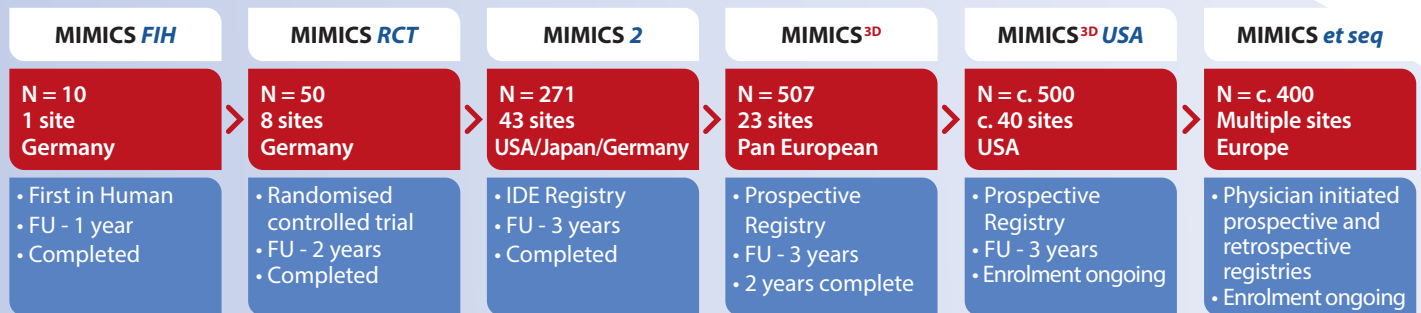 MIMICS FIH
N = 10
1 site
Germany
• First in Human
• FU - 1 year
• Completed
MIMICS RCT
N = 50
8 sites
Germany
• Randomised
controlled trial
• FU - 2 years
• Completed
MIMICS 2
N = 271
43 sites
USA/Japan/Germany
• IDE Registry
• FU - 3 years
• Completed
MIMICS3D
N = 507
23 sites
Pan European
• Prospective
Registry
• FU - 3 years
• 2 years complete
MIMICS3D USA
N = c. 500
c. 40 sites
USA
• Prospective
Registry
• FU - 3 years
• Enrolment ongoing
MIMICS et seq
N = c. 400
Multiple sites
Europe
• Physician initiated
prospective and
retrospective
registries
• Enrolment ongoing